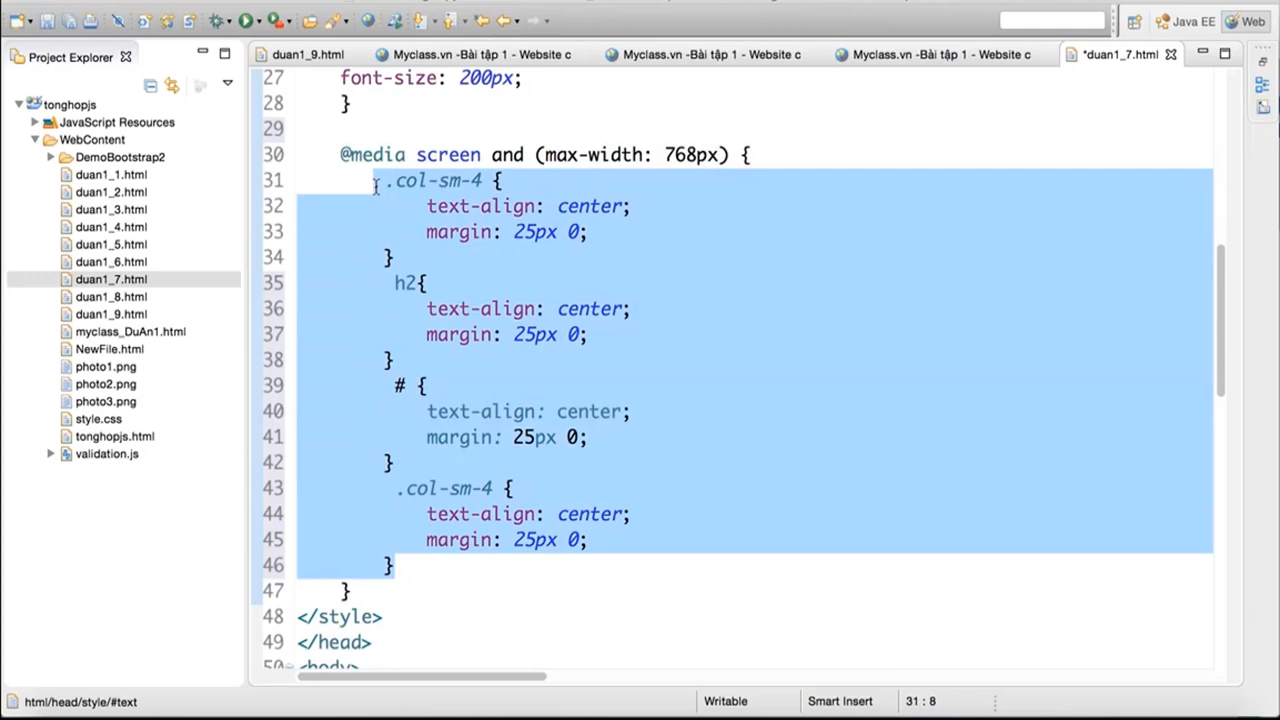 Java EE
Web
Project Explorer
duan1_9.html
Myclass.vn -Bài tập 1 - Website c
Myclass.vn -Bài tập 1 - Website c
Myclass.vn -Bài tập 1 - Website c
*duan1_7.html
tonghopjs
JavaScript Resources
WebContent
DemoBootstrap2
duan1_1.html
duan1_2.html
duan1_3.html
duan1_4.html
duan1_5.html
duan1_6.html
duan1_7.html
duan1_8.html
duan1_9.html
myclass_DuAn1.html
NewFile.html
photo1.png
photo2.png
photo3.png
style.css
tonghopjs.html
validation.js
27 font-size: 200px;
28 }
29
30 @media screen and (max-width: 768px) {
31 .col-sm-4 {
32 text-align: center;
33 margin: 25px 0;
34 }
35 h2{
36 text-align: center;
37 margin: 25px 0;
38 }
39 # {
40 text-align: center;
41 margin: 25px 0;
42 }
43 .col-sm-4 {
44 text-align: center;
45 margin: 25px 0;
46 }
47 }
48 </style>
49 </head>
50 <body>
html/head/style/#text
Writable
Smart Insert
31 : 8